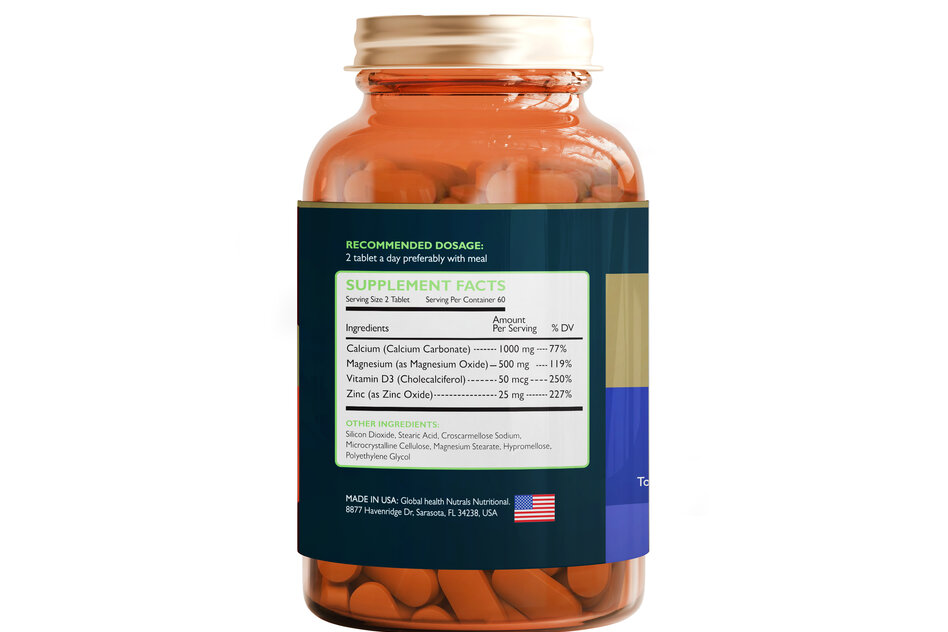 RECOMMENDED DOSAGE:
2 tablet a day preferably with meal
SUPPLEMENT FACTS
Serving Size 2 Tablet Serving Per Container 60
Ingredients Amount Per Serving % DV
Calcium (Calcium Carbonate) ------- 1000 mg ---- 77%
Magnesium (as Magnesium Oxide) -- 500 mg ---- 119%
Vitamin D3 (Cholecalciferol) -------- 50 mcg ---- 250%
Zinc (as Zinc Oxide) ----------------- 25 mg ------ 227%
OTHER INGREDIENTS:
Silicon Dioxide, Stearic Acid, Croscarmellose Sodium,
Microcrystalline Cellulose, Magnesium Stearate, Hypromellose,
Polyethylene Glycol
MADE IN USA: Global health Nutrals Nutritional.
8877 Havenridge Dr, Sarasota, FL 34238, USA